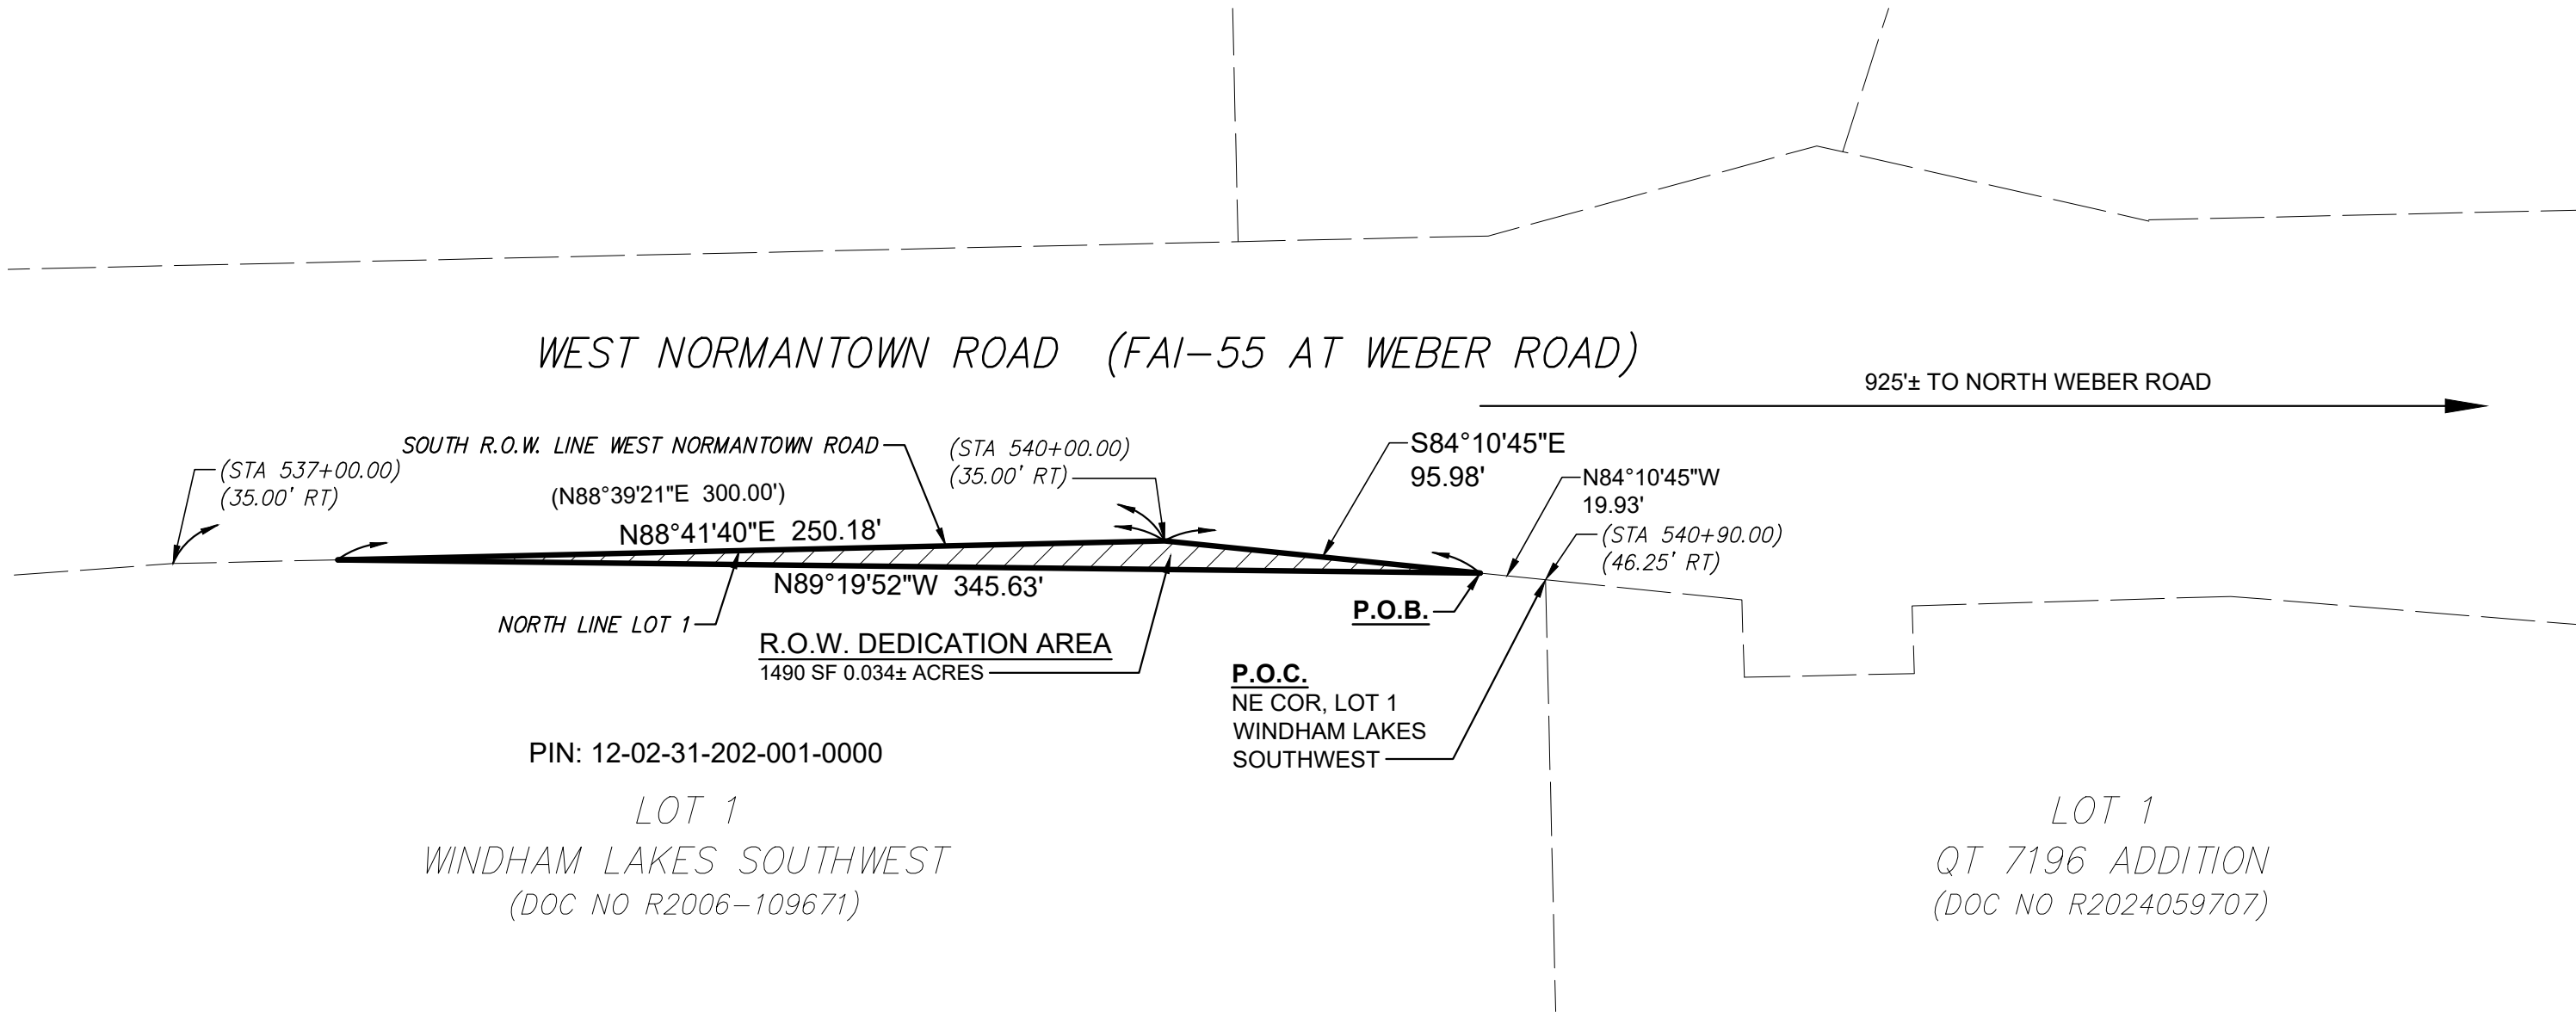 WEST NORMANTOWN ROAD (FAI-55 AT WEBER ROAD)
925'± TO NORTH WEBER ROAD
SOUTH R.O.W. LINE WEST NORMANTOWN ROAD
(STA 537+00.00)
(35.00' RT)
(N88°39'21"E 300.00')
N88°41'40"E 250.18'
(STA 540+00.00)
(35.00' RT)
S84°10'45"E
95.98'
N84°10'45"W
19.93'
(STA 540+90.00)
(46.25' RT)
N89°19'52"W 345.63'
NORTH LINE LOT 1
R.O.W. DEDICATION AREA
1490 SF 0.034± ACRES
P.O.B.
P.O.C.
NE COR, LOT 1
WINDHAM LAKES
SOUTHWEST
PIN: 12-02-31-202-001-0000
LOT 1
WINDHAM LAKES SOUTHWEST
(DOC NO R2006-109671)
LOT 1
QT 7196 ADDITION
(DOC NO R2024059707)